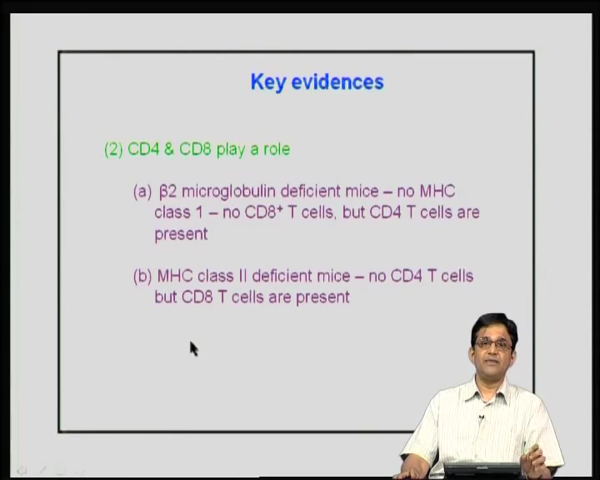 Key evidences
(2) CD4 & CD8 play a role
(a) β2 microglobulin deficient mice – no MHC
class 1 – no CD8⁺ T cells, but CD4 T cells are
present
(b) MHC class II deficient mice – no CD4 T cells
but CD8 T cells are present